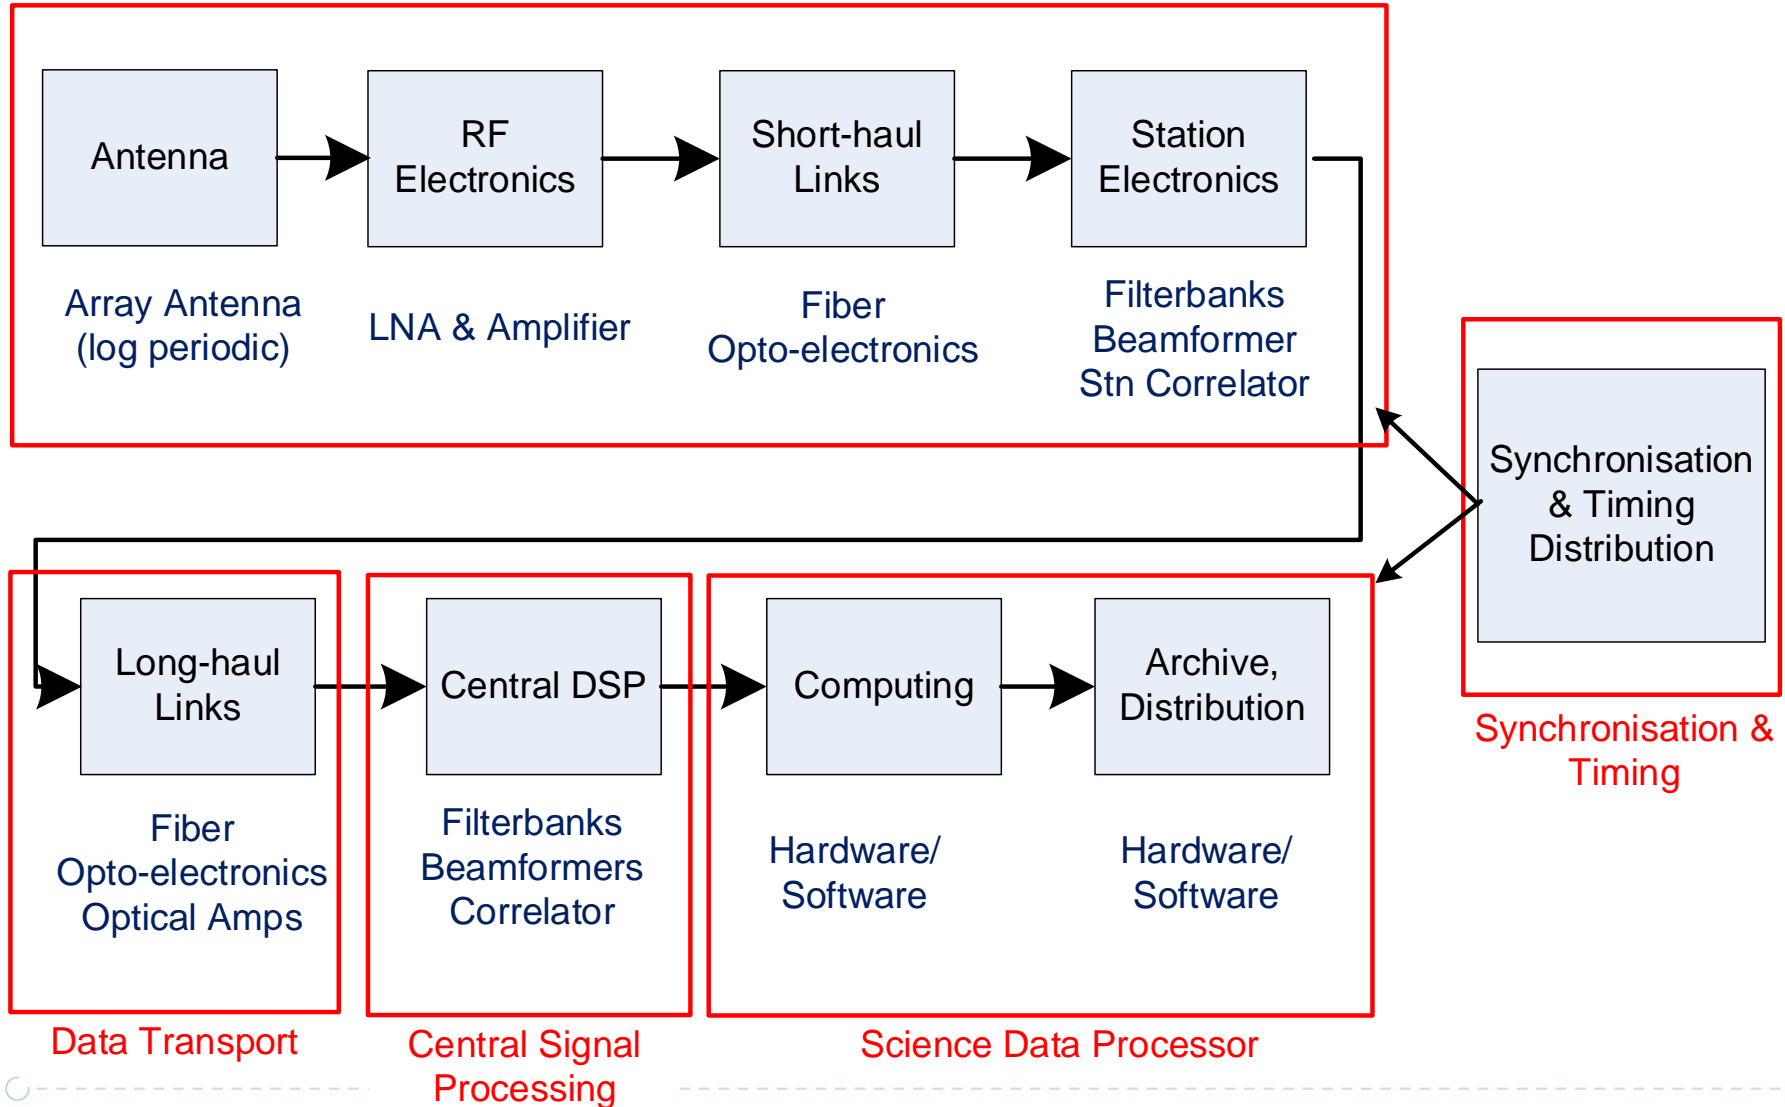 Antenna
RF
Electronics
Short-haul
Links
Station
Electronics
Array Antenna
(log periodic)
LNA & Amplifier
Fiber
Opto-electronics
Filterbanks
Beamformer
Stn Correlator
Synchronisation
& Timing
Distribution
Synchronisation &
Timing
Long-haul
Links
Central DSP
Computing
Archive,
Distribution
Fiber
Opto-electronics
Optical Amps
Filterbanks
Beamformers
Correlator
Hardware/
Software
Hardware/
Software
Data Transport
Central Signal
Processing
Science Data Processor